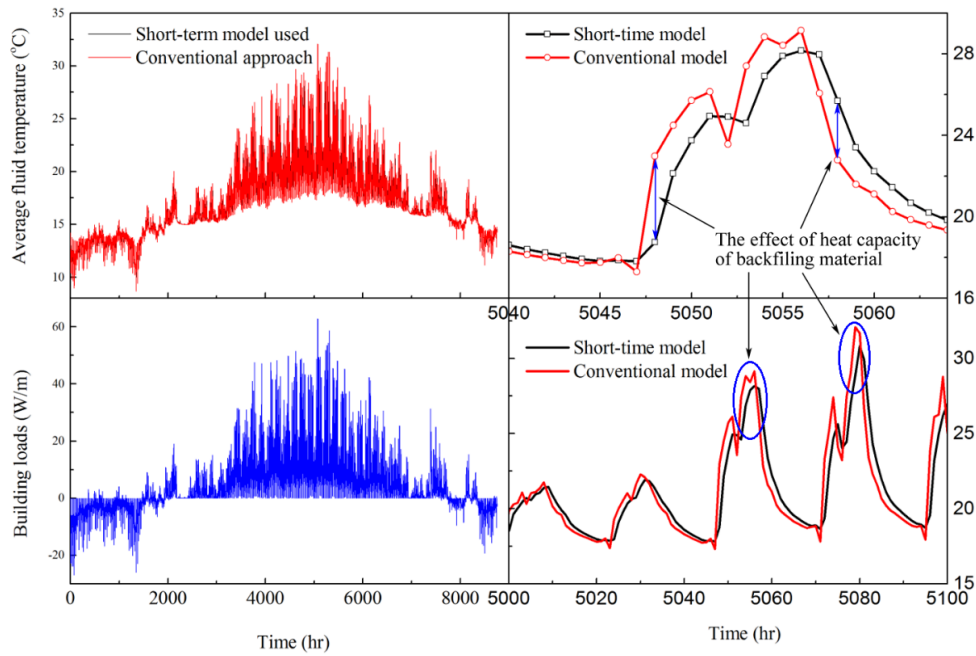 Average fluid temperature (°C)
35
30
25
20
15
10
Short-term model used
Conventional approach
Short-time model
Conventional model
28
24
20
16
The effect of heat capacity
of backfiling material
5040
5045
5050
5055
5060
Building loads (W/m)
60
40
20
0
-20
0
2000
4000
6000
8000
Time (hr)
Short-time model
Conventional model
30
25
20
15
5000
5020
5040
5060
5080
5100
Time (hr)